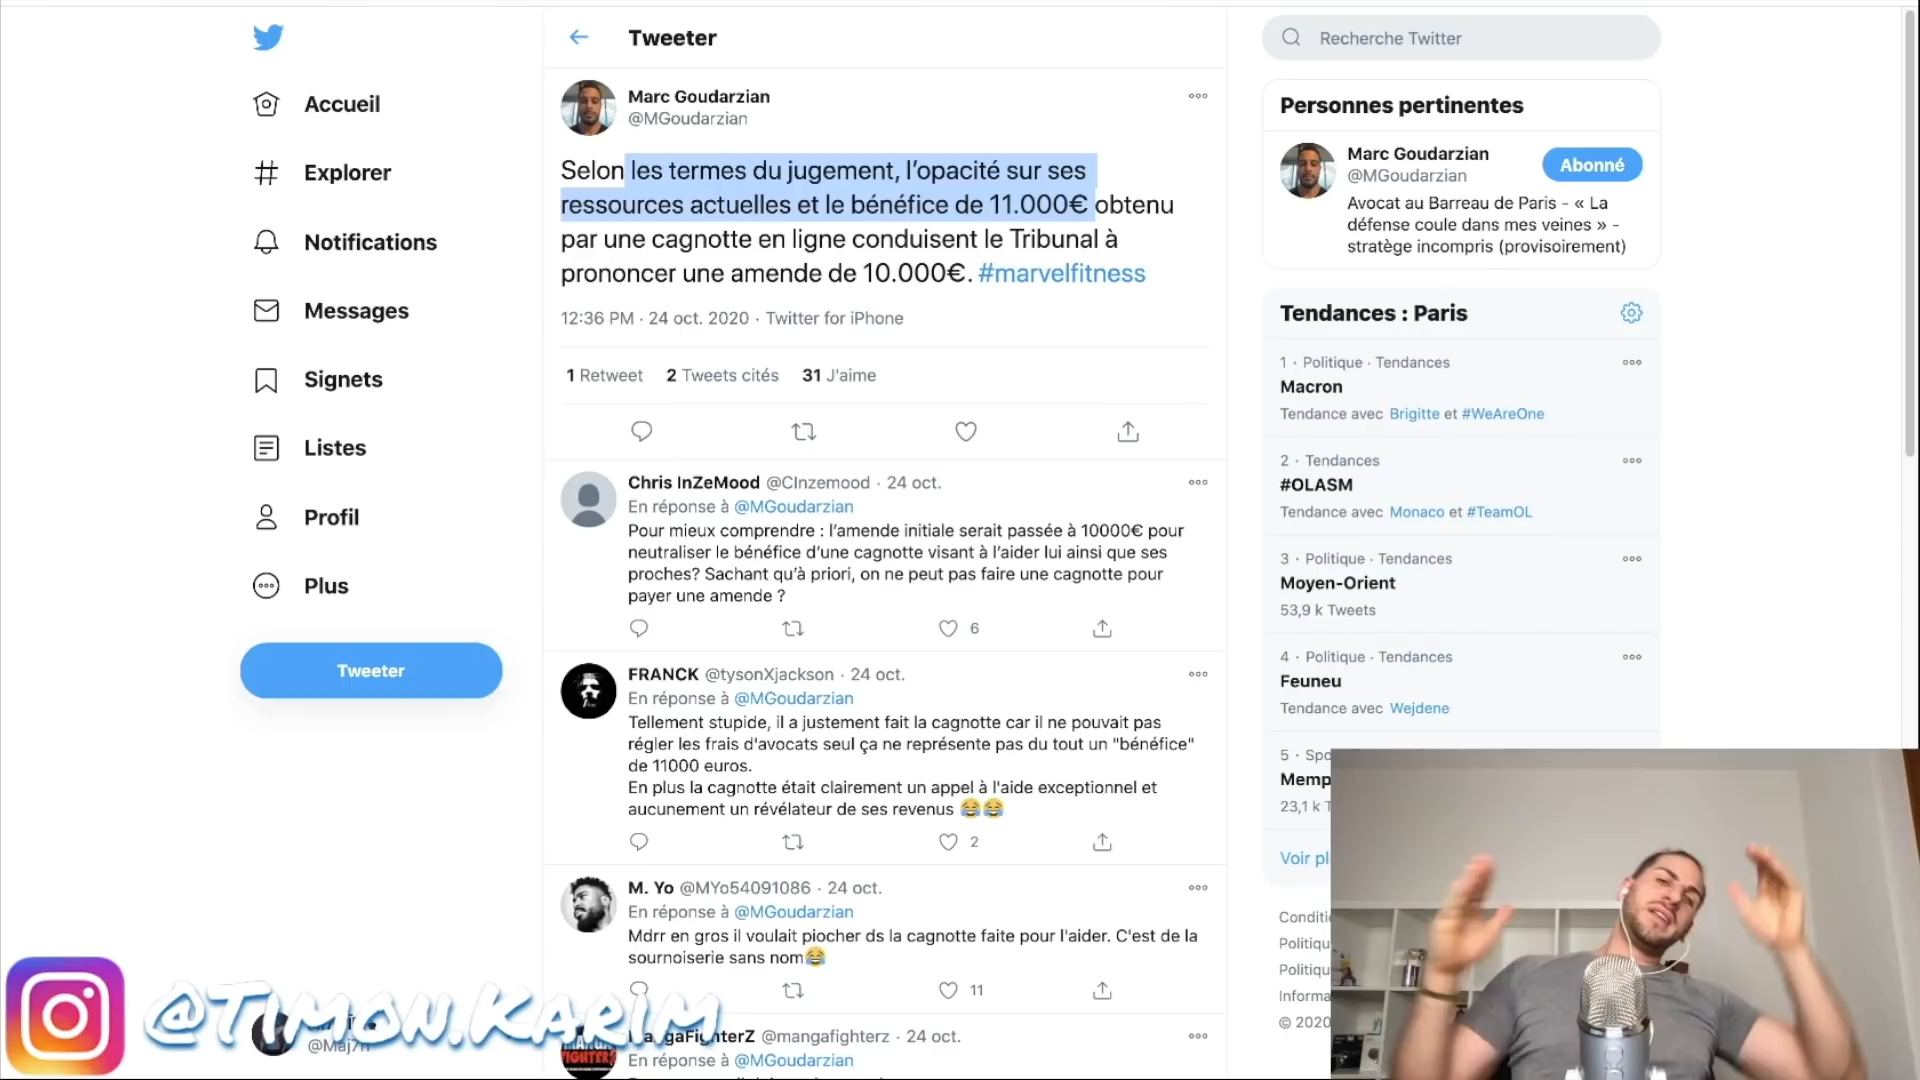 Accueil
Explorer
Notifications
Messages
Signets
Listes
Profil
Plus
Tweeter
Tweeter
Marc Goudarzian
@MGoudarzian
Selon les termes du jugement, l’opacité sur ses
ressources actuelles et le bénéfice de 11.000€ obtenu
par une cagnotte en ligne conduisent le Tribunal à
prononcer une amende de 10.000€. #marvelfitness
12:36 PM · 24 oct. 2020 · Twitter for iPhone
1 Retweet 2 Tweets cités 31 J'aime
Chris InZeMood @CInzemood · 24 oct.
En réponse à @MGoudarzian
Pour mieux comprendre : l’amende initiale serait passée à 10000€ pour
neutraliser le bénéfice d’une cagnotte visant à l’aider lui ainsi que ses
proches? Sachant qu’à priori, on ne peut pas faire une cagnotte pour
payer une amende ?
6
FRANCK @tysonXjackson · 24 oct.
En réponse à @MGoudarzian
Tellement stupide, il a justement fait la cagnotte car il ne pouvait pas
régler les frais d'avocats seul ça ne représente pas du tout un "bénéfice"
de 11000 euros.
En plus la cagnotte était clairement un appel à l'aide exceptionnel et
aucunement un révélateur de ses revenus 😂😂
2
M. Yo @MYo54091086 · 24 oct.
En réponse à @MGoudarzian
Mdrr en gros il voulait piocher ds la cagnotte faite pour l'aider. C'est de la
sournoiserie sans nom😂
11
@mangafighterz · 24 oct.
En réponse à @MGoudarzian
Recherche Twitter
Personnes pertinentes
Marc Goudarzian
@MGoudarzian
Abonné
Avocat au Barreau de Paris - « La
défense coule dans mes veines » -
stratège incompris (provisoirement)
Tendances : Paris
1 · Politique · Tendances
Macron
Tendance avec Brigitte et #WeAreOne
2 · Tendances
#OLASM
Tendance avec Monaco et #TeamOL
3 · Politique · Tendances
Moyen-Orient
53,9 k Tweets
4 · Politique · Tendances
Feuneu
Tendance avec Wejdene
5 · Spo
Memp
23,1 k T
Voir pl
Conditi
Politiqu
Politiqu
Informa
© 2020
@Timon.Karim